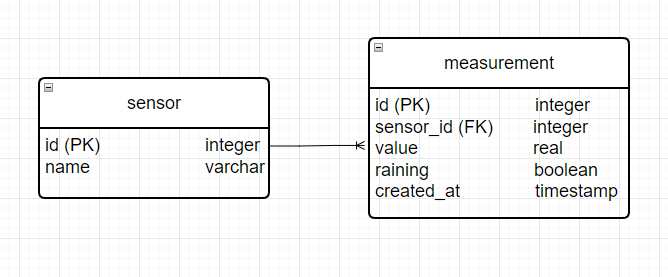 sensor
id (PK) integer
name varchar
measurement
id (PK) integer
sensor_id (FK) integer
value real
raining boolean
created_at timestamp